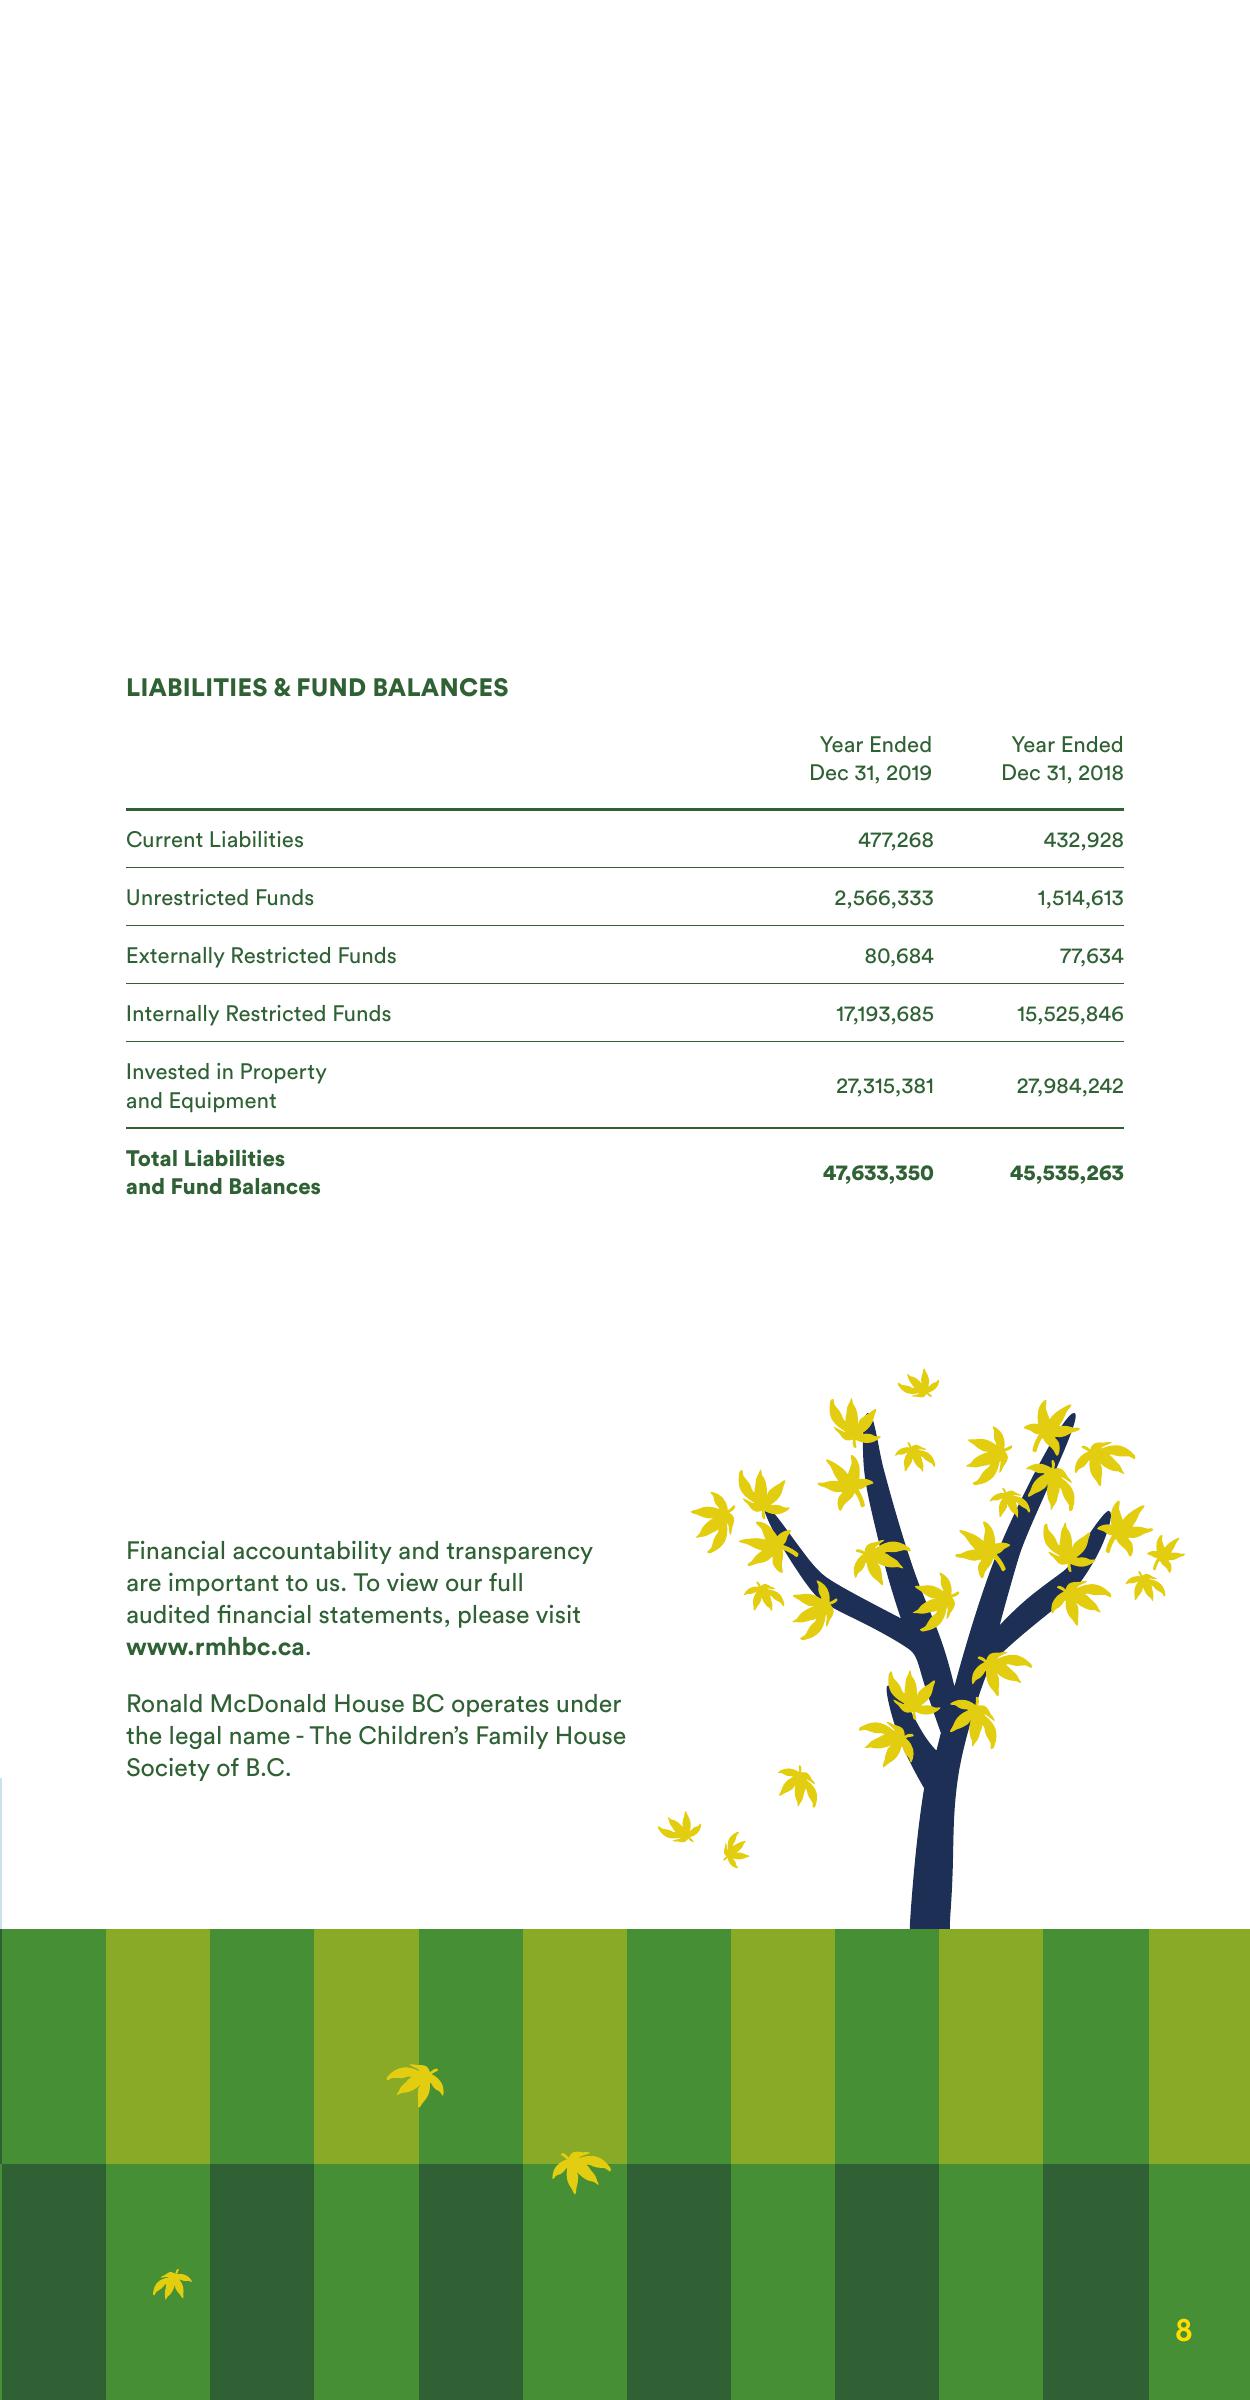 LIABILITIES & FUND BALANCES
Year Ended Year Ended
Dec 31, 2019 Dec 31, 2018
Current Liabilities 477,268 432,928
Unrestricted Funds 2,566,333 1,514,613
Externally Restricted Funds 80,684 77,634
Internally Restricted Funds 17,193,685 15,525,846
Invested in Property
and Equipment 27,315,381 27,984,242
Total Liabilities
and Fund Balances 47,633,350 45,535,263
Financial accountability and transparency
are important to us. To view our full
audited financial statements, please visit
www.rmhbc.ca.
Ronald McDonald House BC operates under
the legal name - The Children’s Family House
Society of B.C.
8